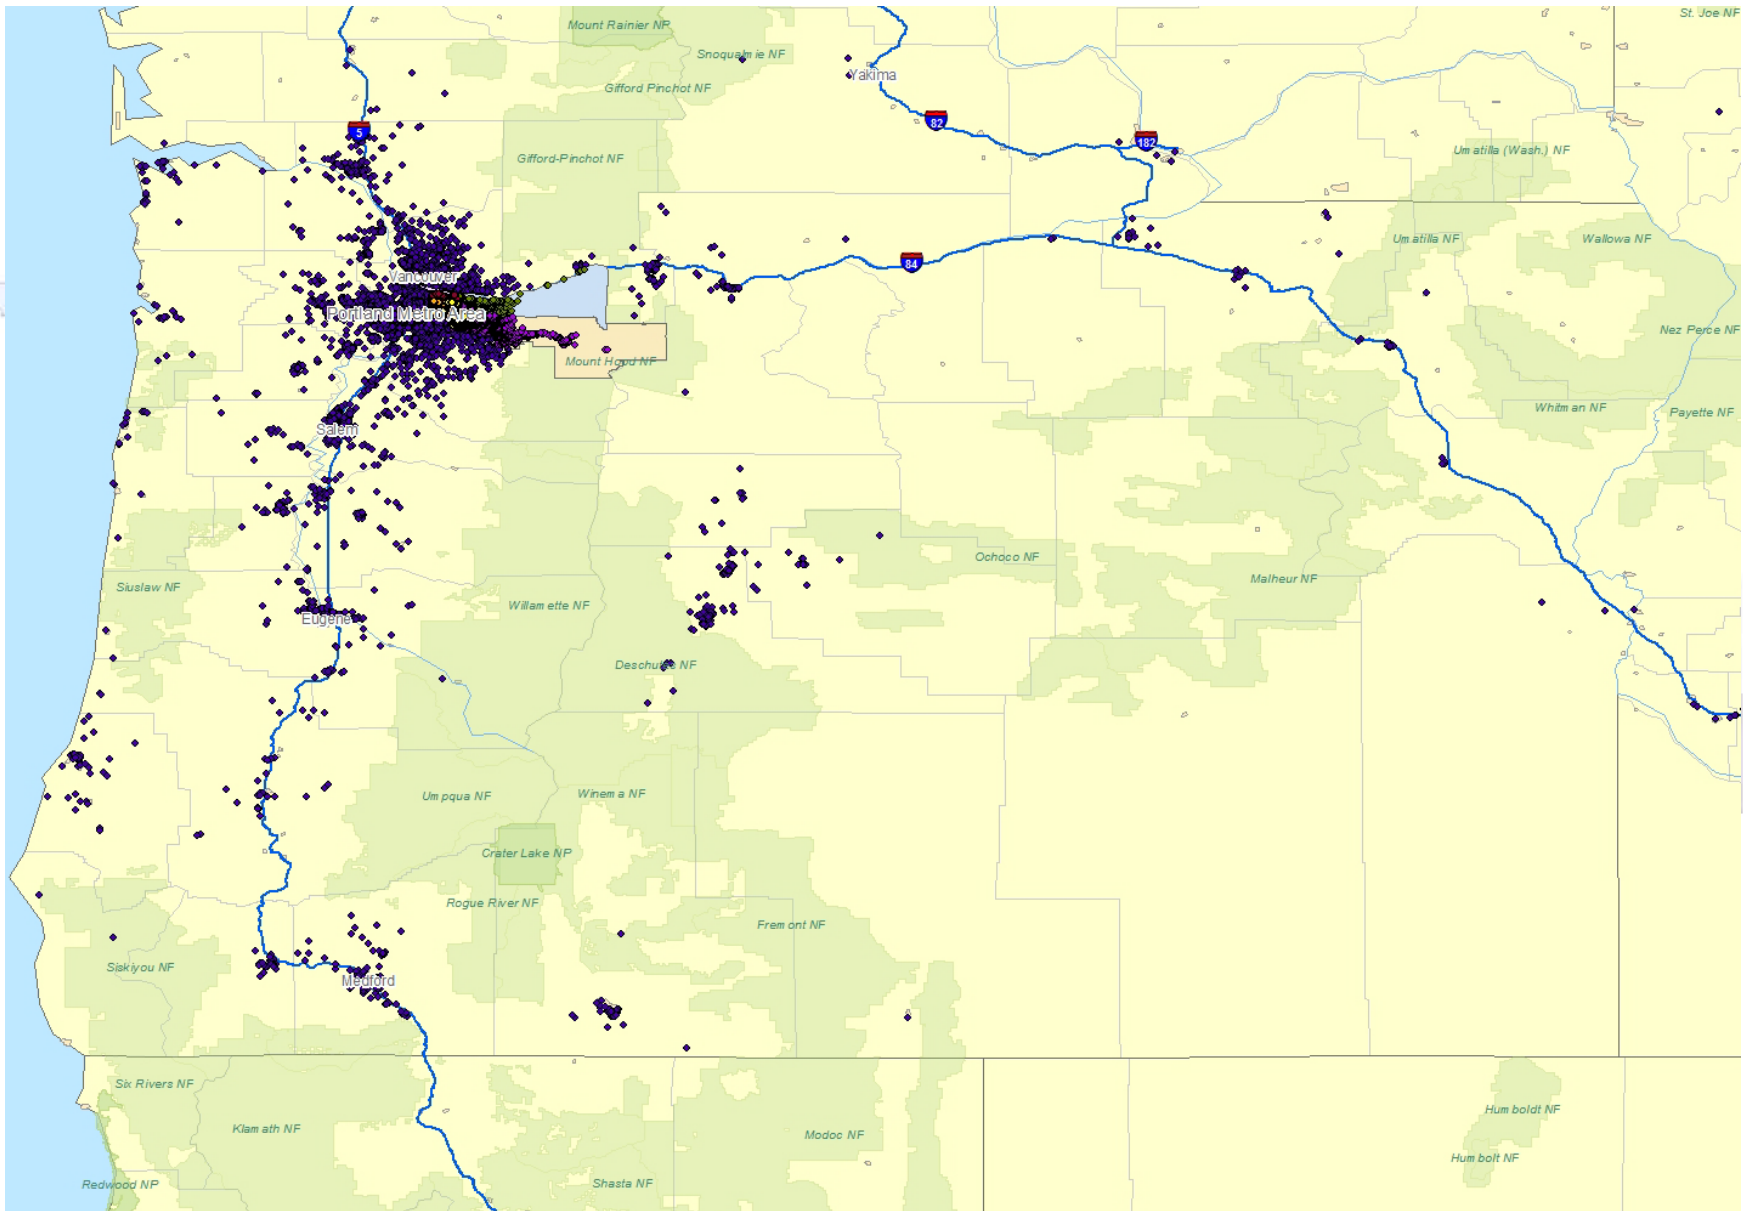 Mount Rainier NP
St. Joe NF
Snoqualmie NF
Yakima
Gifford Pinchot NF
82
5
182
Umatilla (Wash.) NF
Gifford-Pinchot NF
Umatilla NF
Wallowa NF
84
Vancouver
Portland Metro Area
Nez Perce NF
Mount Hood NF
Whitman NF
Payette NF
Salem
Ochoco NF
Malheur NF
Siuslaw NF
Willamette NF
Eugene
Deschutes NF
Umpqua NF
Winema NF
Crater Lake NP
Rogue River NF
Fremont NF
Siskiyou NF
Medford
Six Rivers NF
Humboldt NF
Klamath NF
Modoc NF
Humbolt NF
Redwood NP
Shasta NF